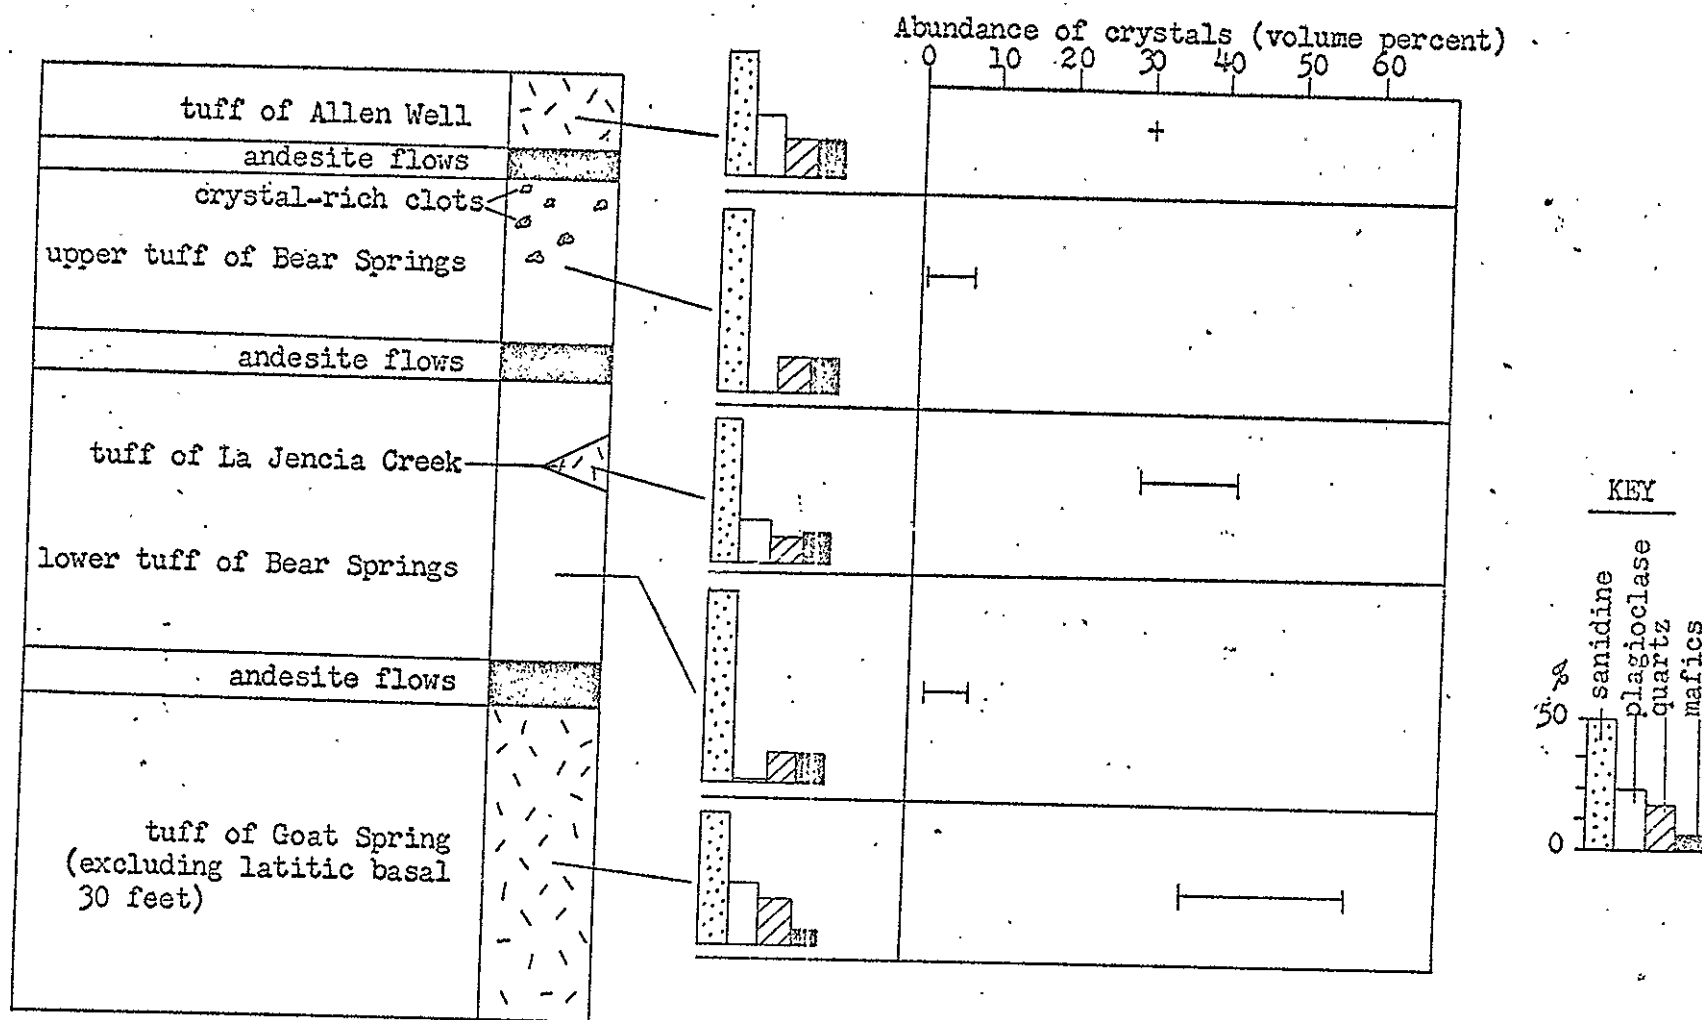 Abundance of crystals (volume percent)
0 10 20 30 40 50 60
tuff of Allen Well
andesite flows
crystal-rich clots
upper tuff of Bear Springs
andesite flows
tuff of La Jencia Creek
lower tuff of Bear Springs
andesite flows
tuff of Goat Spring
(excluding latitic basal
30 feet)
KEY
%
50
0
sanidine
plagioclase
quartz
mafics